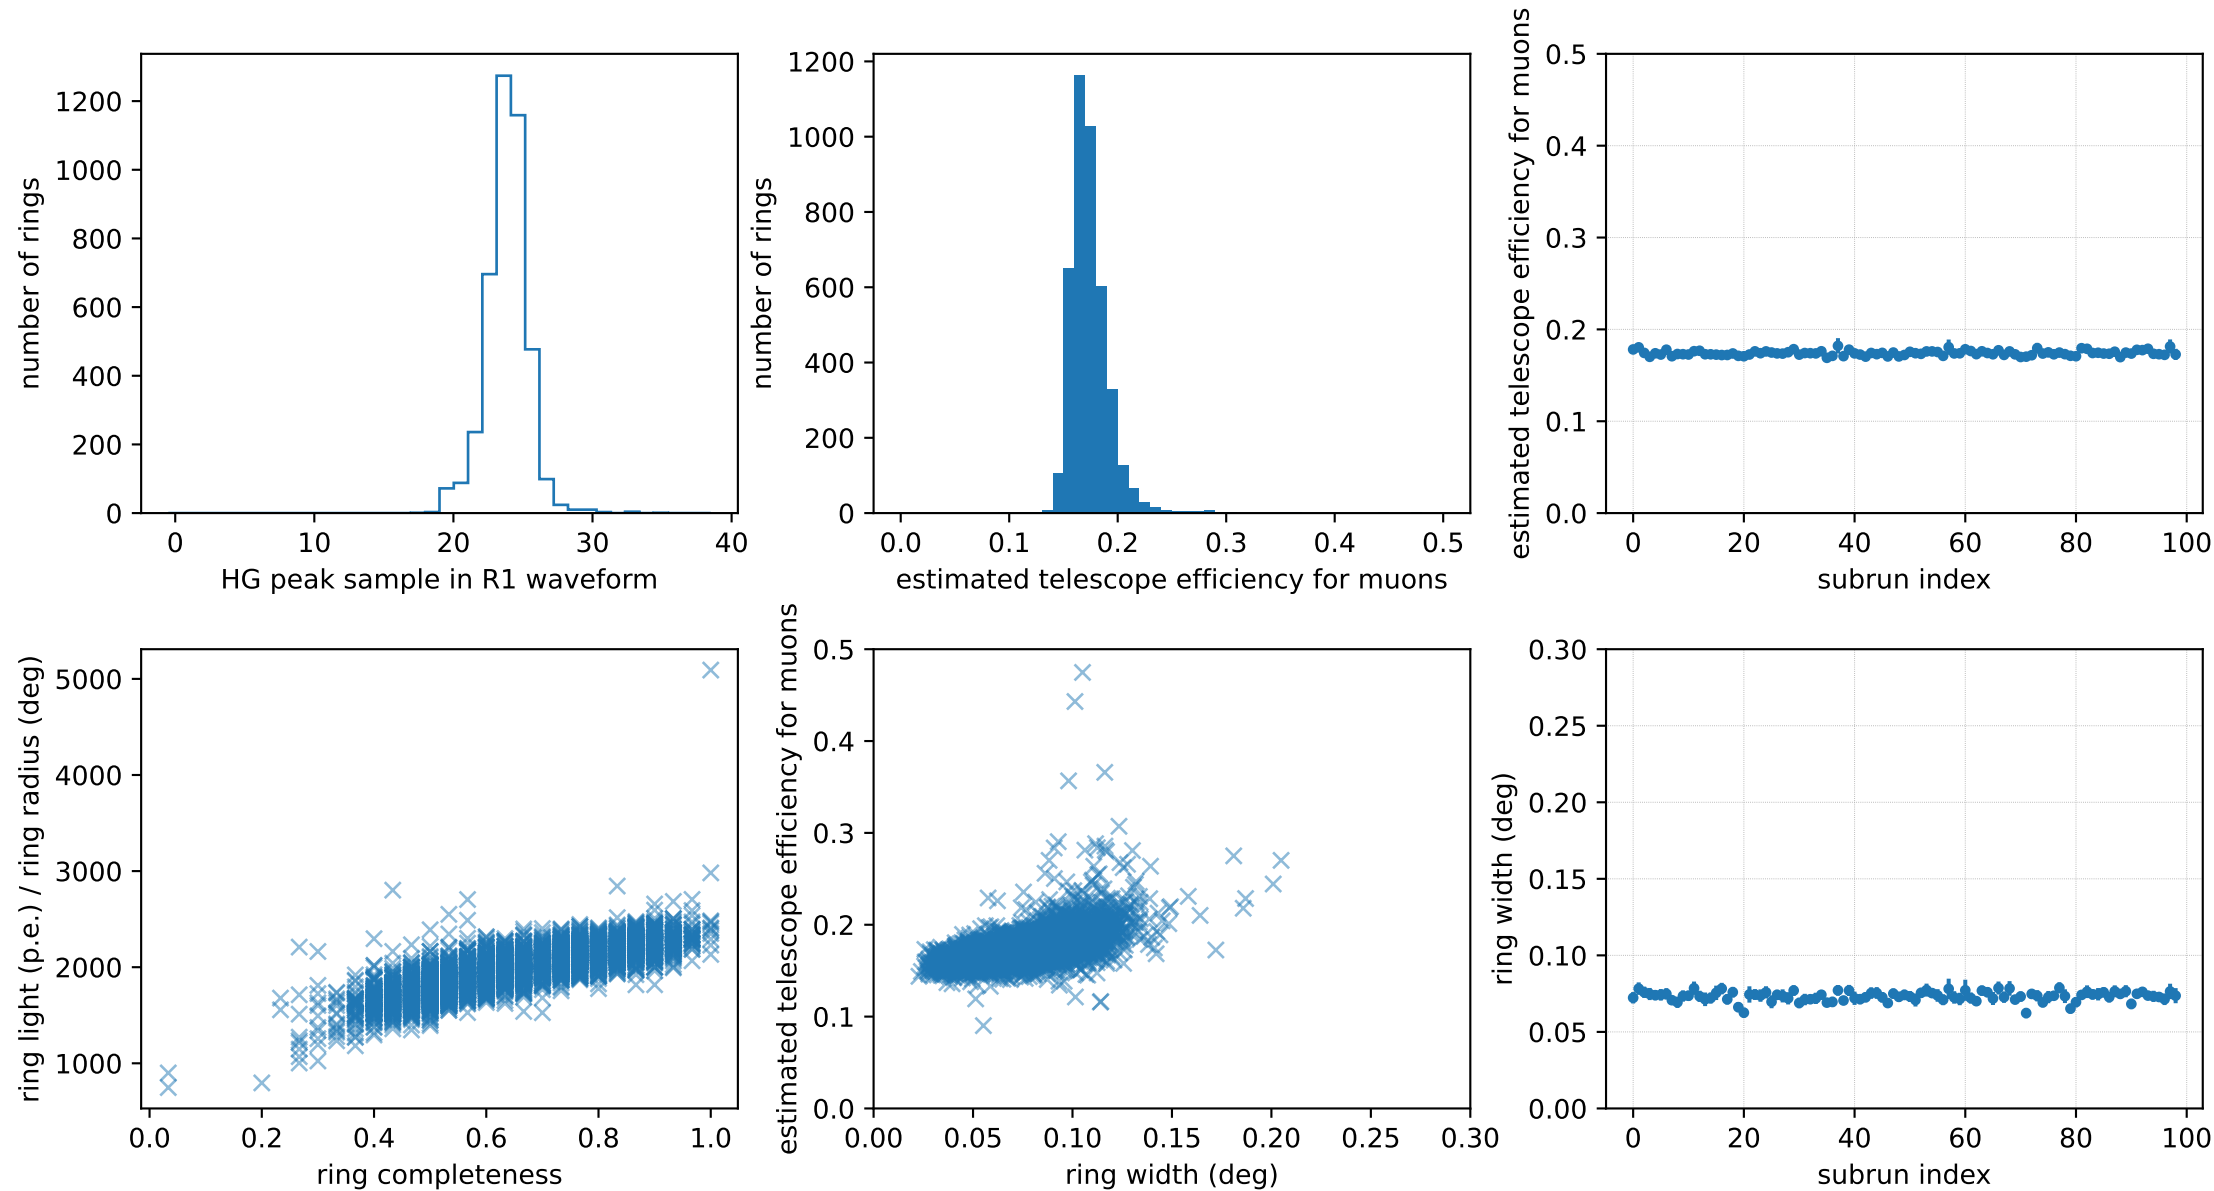 number of rings
1200
1000
800
600
400
200
0
0 10 20 30 40
HG peak sample in R1 waveform
number of rings
1200
1000
800
600
400
200
0
0.0 0.1 0.2 0.3 0.4 0.5
estimated telescope efficiency for muons
estimated telescope efficiency for muons
0.5
0.4
0.3
0.2
0.1
0.0
0 20 40 60 80 100
subrun index
ring light (p.e.) / ring radius (deg)
5000
4000
3000
2000
1000
0.0 0.2 0.4 0.6 0.8 1.0
ring completeness
estimated telescope efficiency for muons
0.5
0.4
0.3
0.2
0.1
0.0
0.00 0.05 0.10 0.15 0.20 0.25 0.30
ring width (deg)
ring width (deg)
0.30
0.25
0.20
0.15
0.10
0.05
0.00
0 20 40 60 80 100
subrun index